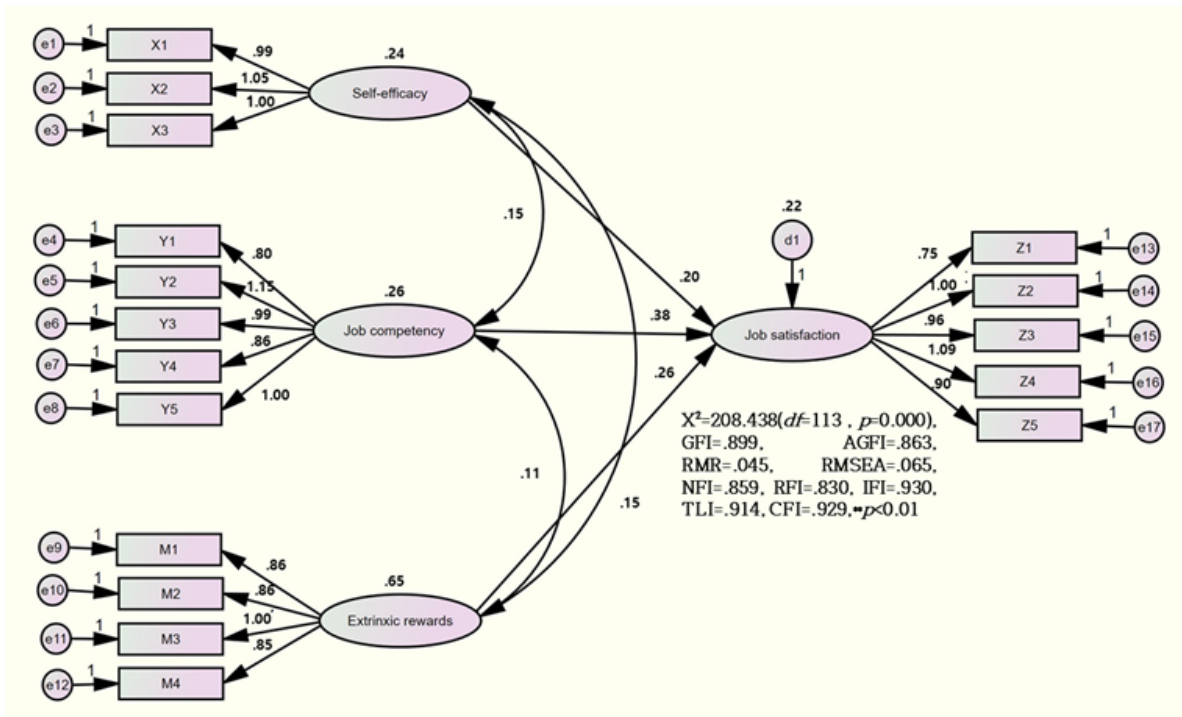 e1 1 X1 .99
e2 1 X2 1.05
e3 1 X3 1.00
.24
Self-efficacy
.15
.22
d1
1
e4 1 Y1 .80
e5 1 Y2 1.15
e6 1 Y3 .99
e7 1 Y4 .86
e8 1 Y5 1.00
.26
Job competency
.20
.38
.26
Job satisfaction
.75 Z1 1 e13
1.00 Z2 1 e14
.96 Z3 1 e15
1.09 Z4 1 e16
.90 Z5 1 e17
X²=208.438(df=113 , p=0.000),
GFI=.899, AGFI=.863,
RMR=.045, RMSEA=.065,
NFI=.859, RFI=.830, IFI=.930,
TLI=.914, CFI=.929,**p<0.01
.11
.15
e9 1 M1 .86
e10 1 M2 .86
e11 1 M3 1.00
e12 1 M4 .85
.65
Extrinxic rewards